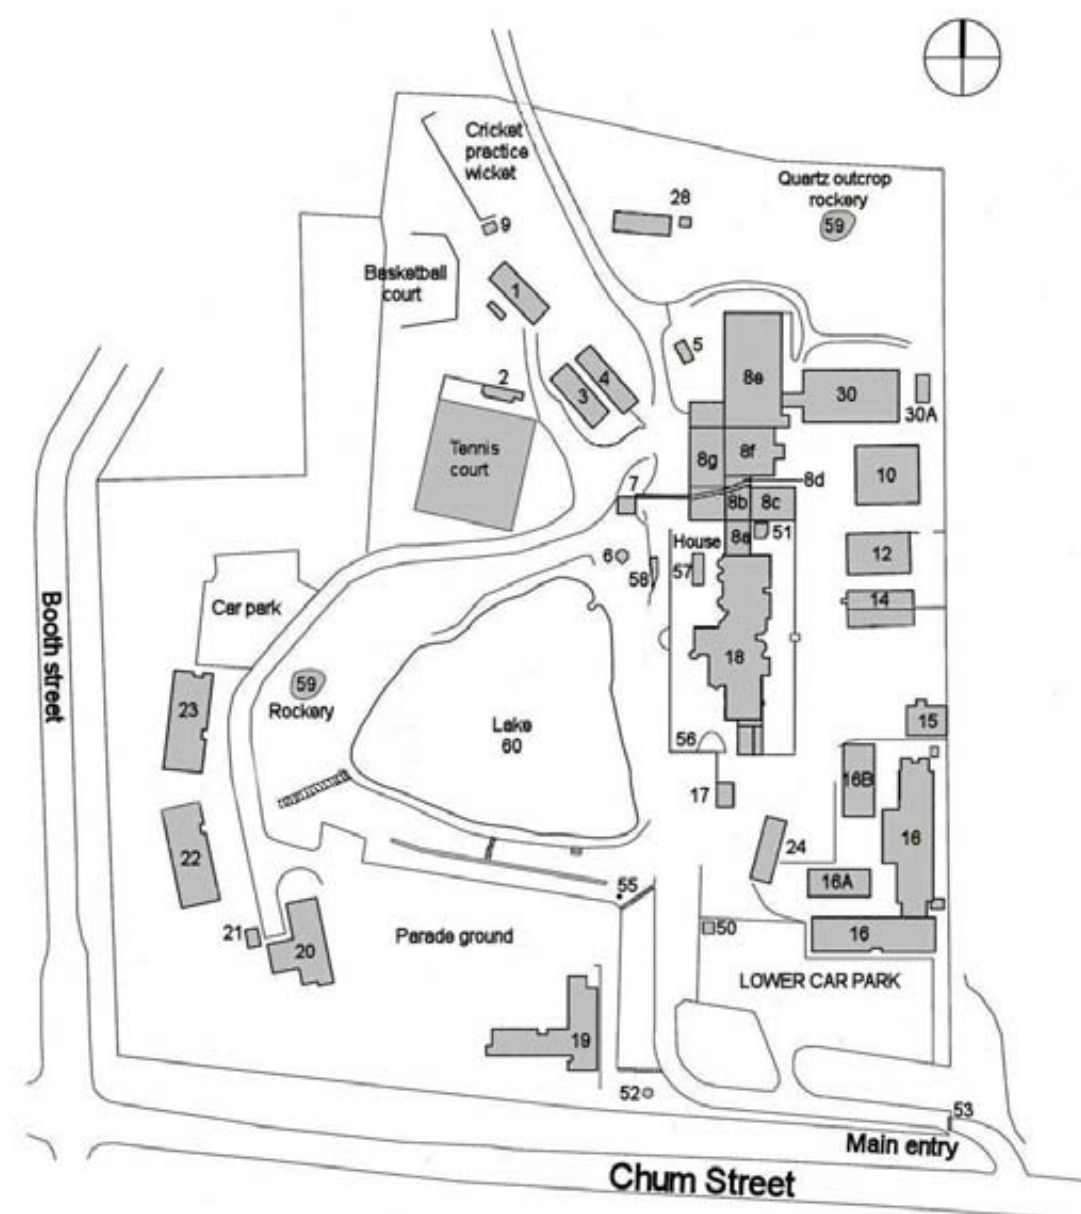 Cricket
practice
wicket
28
Quartz outcrop
rockery
59
9
Basketball
court
1
5
2
3
4
8e
30
30A
Tennis
court
8g
8f
10
7
8d
8b
8c
8a
51
House
12
6
58
57
14
Car park
Booth street
18
59
Rockery
23
Lake
60
15
56
16B
17
16
22
24
16A
55
21
20
Parade ground
50
16
LOWER CAR PARK
19
52
53
Main entry
Chum Street